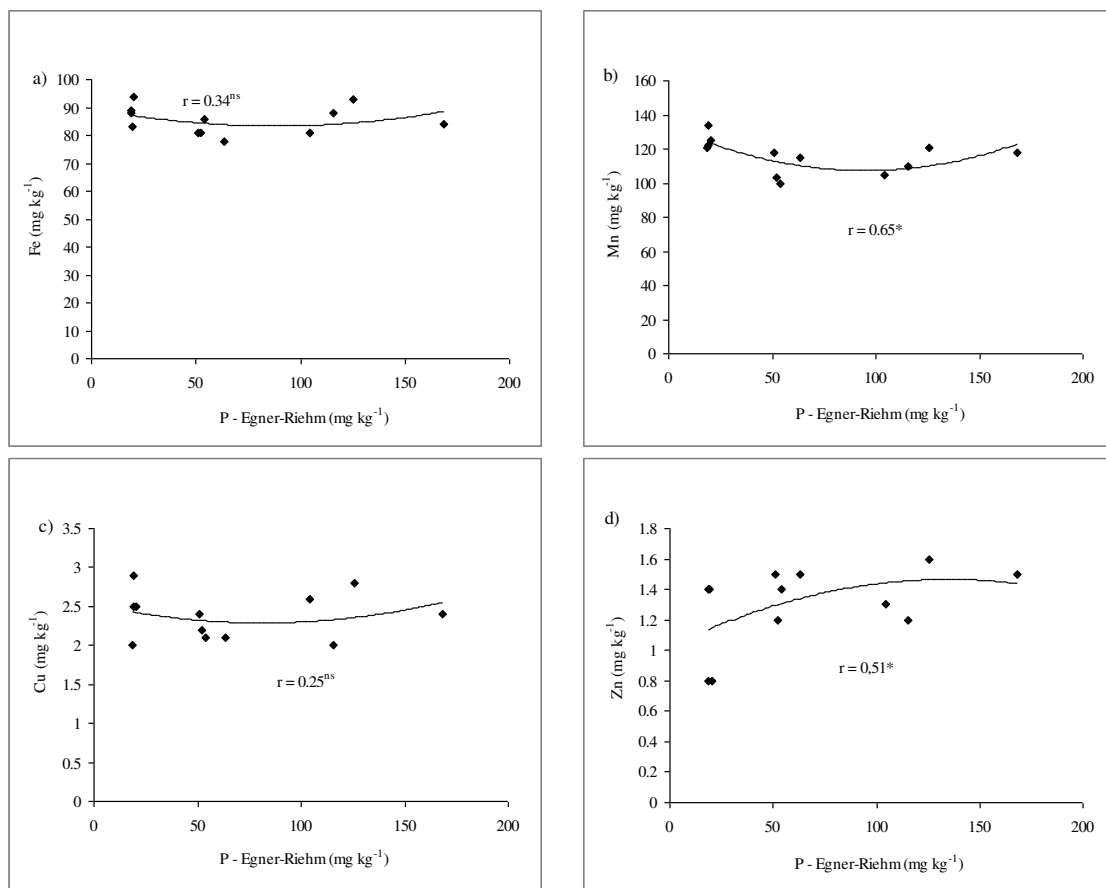 a)
r = 0.34ns
Fe (mg kg-1)
100
90
80
70
60
50
40
30
20
10
0
0 50 100 150 200
P - Egner-Riehm (mg kg-1)
b)
r = 0.65*
Mn (mg kg-1)
160
140
120
100
80
60
40
20
0
0 50 100 150 200
P - Egner-Riehm (mg kg-1)
c)
r = 0.25ns
Cu (mg kg-1)
3.5
3
2.5
2
1.5
1
0.5
0
0 50 100 150 200
P - Egner-Riehm (mg kg-1)
d)
r = 0,51*
Zn (mg kg-1)
1.8
1.6
1.4
1.2
1
0.8
0.6
0.4
0.2
0
0 50 100 150 200
P - Egner-Riehm (mg kg-1)